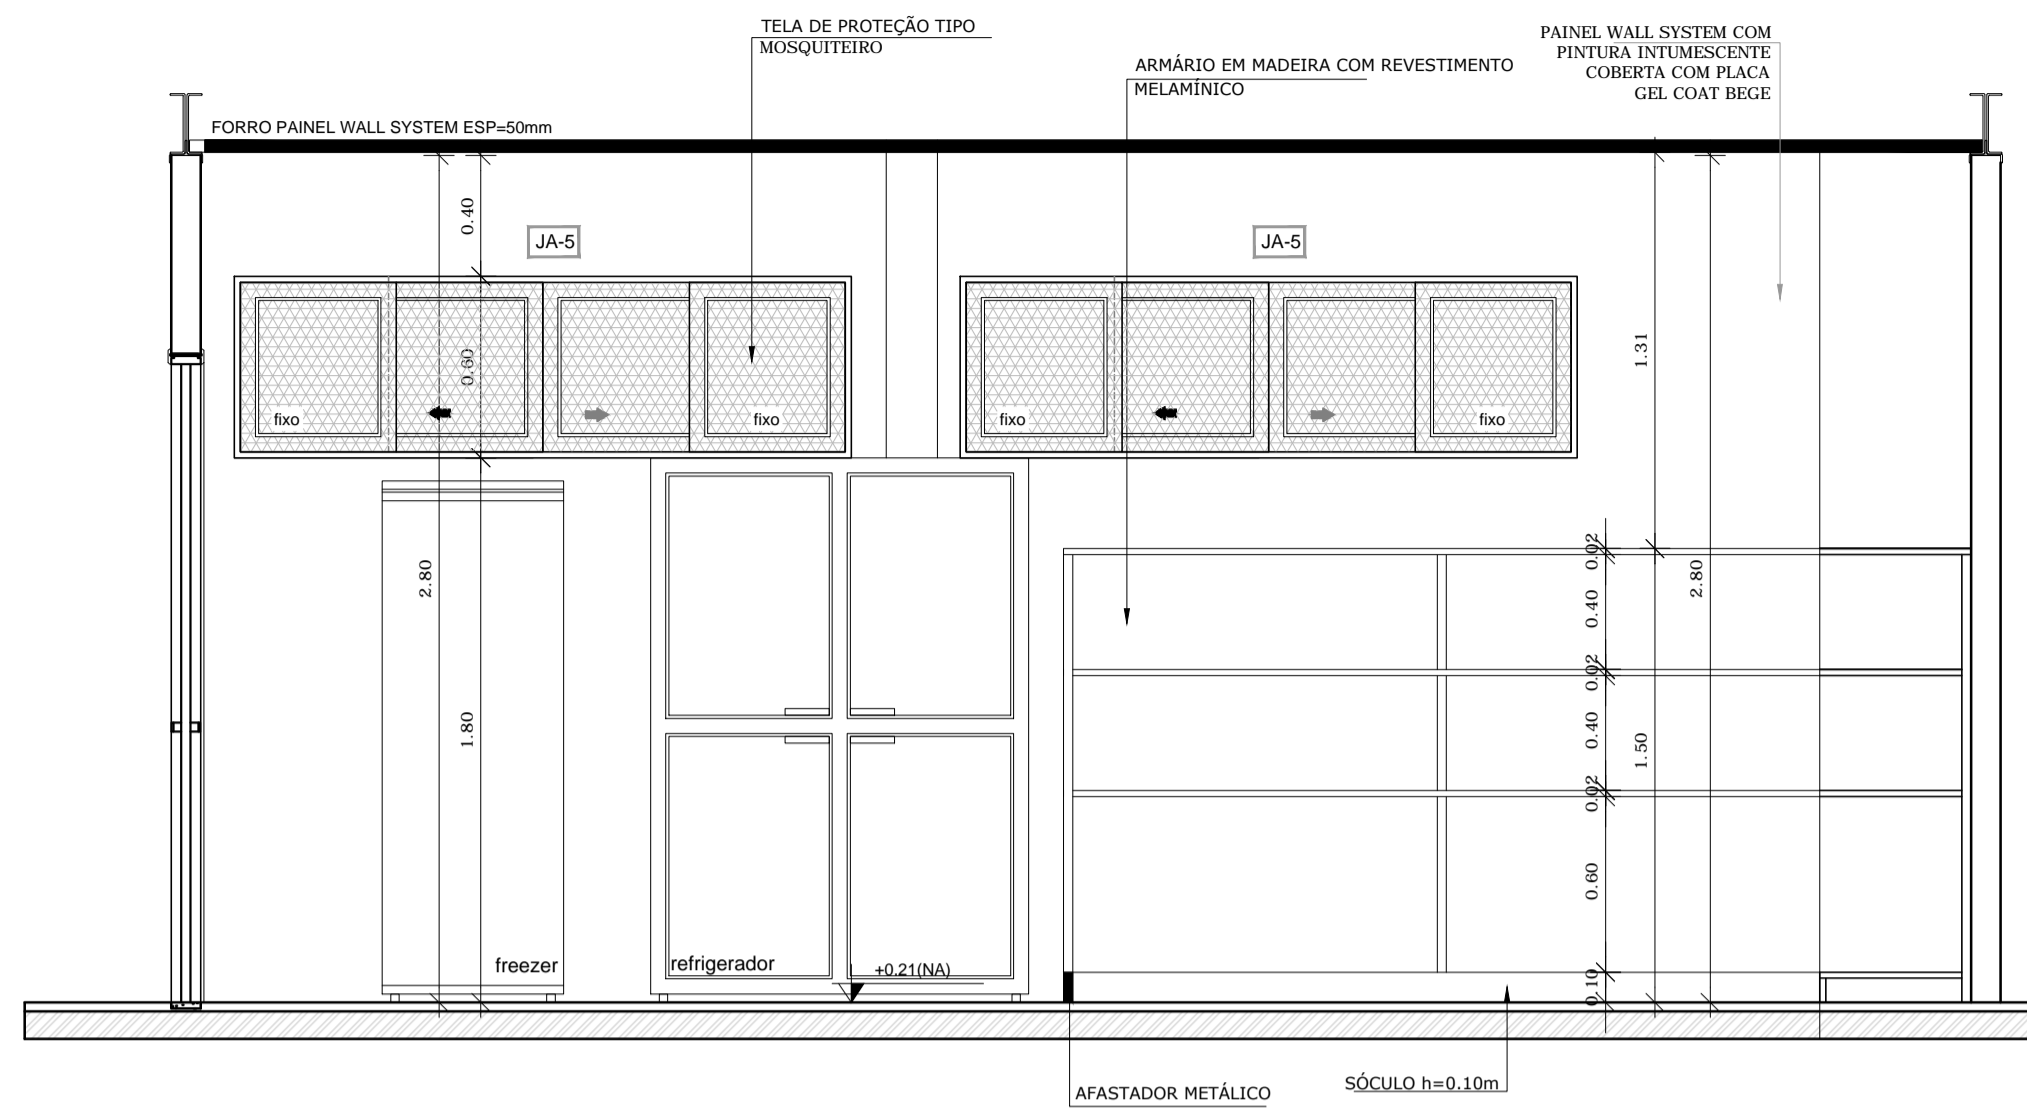 TELA DE PROTEÇÃO TIPO
MOSQUITEIRO
PAINEL WALL SYSTEM COM
PINTURA INTUMESCENTE
COBERTA COM PLACA
GEL COAT BEGE
ARMÁRIO EM MADEIRA COM REVESTIMENTO
MELAMÍNICO
FORRO PAINEL WALL SYSTEM ESP=50mm
0.40
JA-5
JA-5
0.60
1.31
fixo
fixo
fixo
fixo
2.80
1.80
0.02
0.40
0.02
0.40
0.02
0.60
0.10
1.50
2.80
freezer
refrigerador
+0.21(NA)
AFASTADOR METÁLICO
SÓCULO h=0.10m